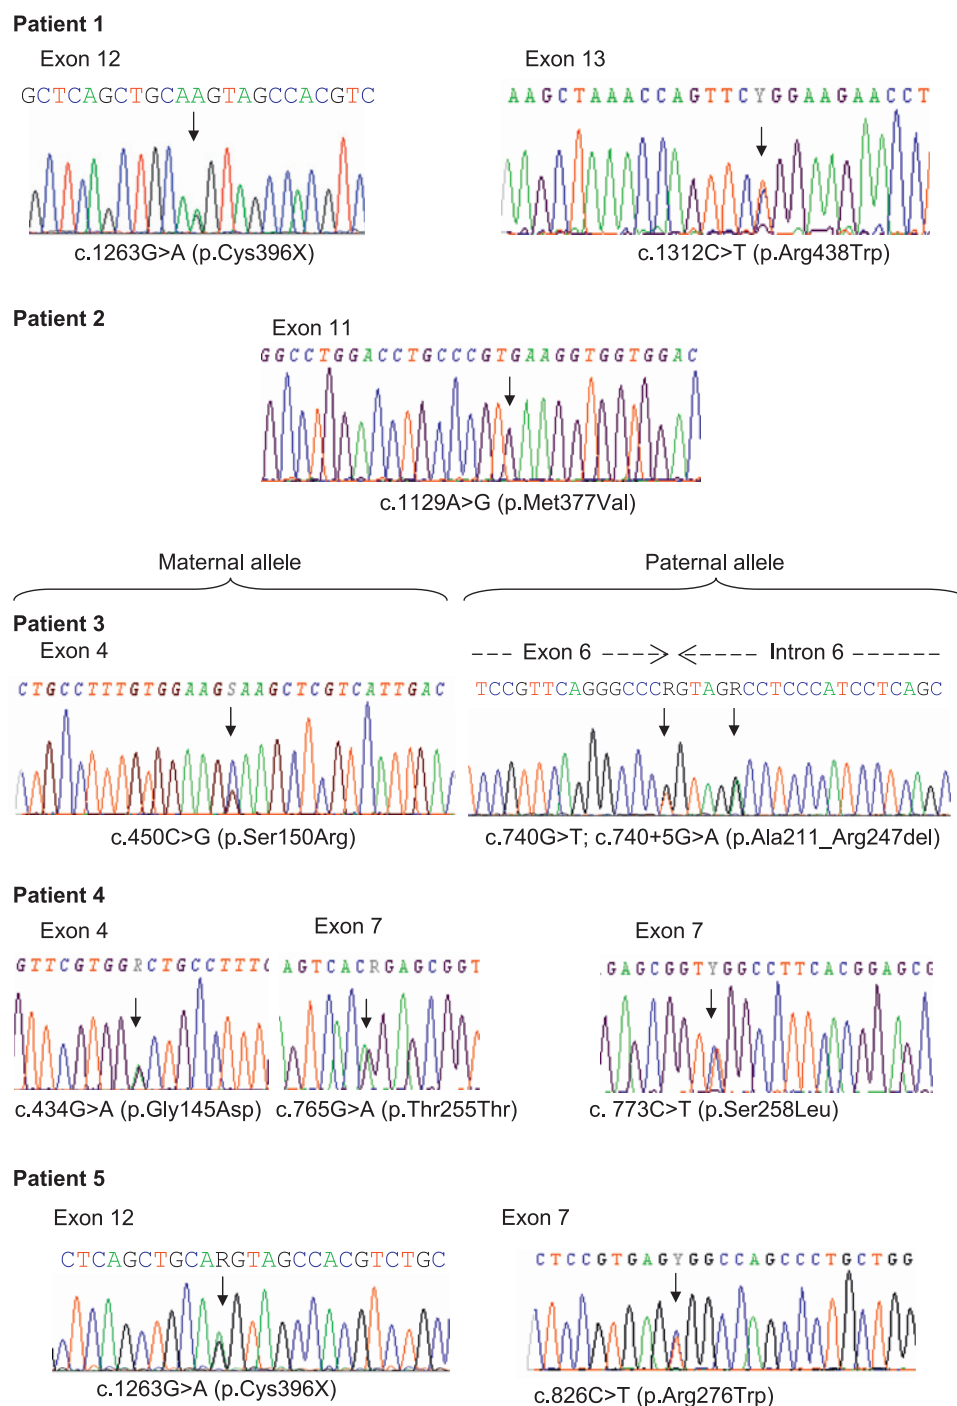 Patient 1
Exon 12
Exon 13
GCTCAGCTGCAAGTAGCCACGTC
AAGCTAAACCAGTTCYGGAAGAACCT
c.1263G>A (p.Cys396X)
c.1312C>T (p.Arg438Trp)
Patient 2
Exon 11
GGCCTGGACCTGCCCGTGAAGGTGGTGGAC
c.1129A>G (p.Met377Val)
Maternal allele
Paternal allele
Patient 3
Exon 4
Exon 6
Intron 6
CTGCCTTTGTGGAAGSAAGCTCGTCATTGAC
TCCGTTCAGGGCCCRGTAGRCCTCCCATCCTCAGC
c.450C>G (p.Ser150Arg)
c.740G>T; c.740+5G>A (p.Ala211_Arg247del)
Patient 4
Exon 4
Exon 7
Exon 7
GTTCGTGGRCTGCCTTTC
AGTCACRGAGCGGT
GAGCGGTYGGCCTTCACGGAGCG
c.434G>A (p.Gly145Asp)
c.765G>A (p.Thr255Thr)
c. 773C>T (p.Ser258Leu)
Patient 5
Exon 12
Exon 7
CTCAGCTGCARGTAGCCACGTCTGC
CTCCGTGAGYGGCCAGCCCTGCTGG
c.1263G>A (p.Cys396X)
c.826C>T (p.Arg276Trp)